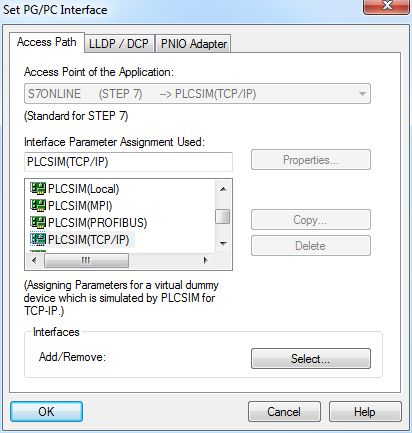 Set PG/PC Interface
Access Path LLDP / DCP PNIO Adapter
Access Point of the Application:
S7ONLINE (STEP 7) --> PLCSIM(TCP/IP)
(Standard for STEP 7)
Interface Parameter Assignment Used:
PLCSIM(TCP/IP) Properties...
PLCSIM(Local)
PLCSIM(MPI)
PLCSIM(PROFIBUS) Copy...
PLCSIM(TCP/IP) Delete
(Assigning Parameters for a virtual dummy
device which is simulated by PLCSIM for
TCP-IP.)
Interfaces
Add/Remove: Select...
OK Cancel Help